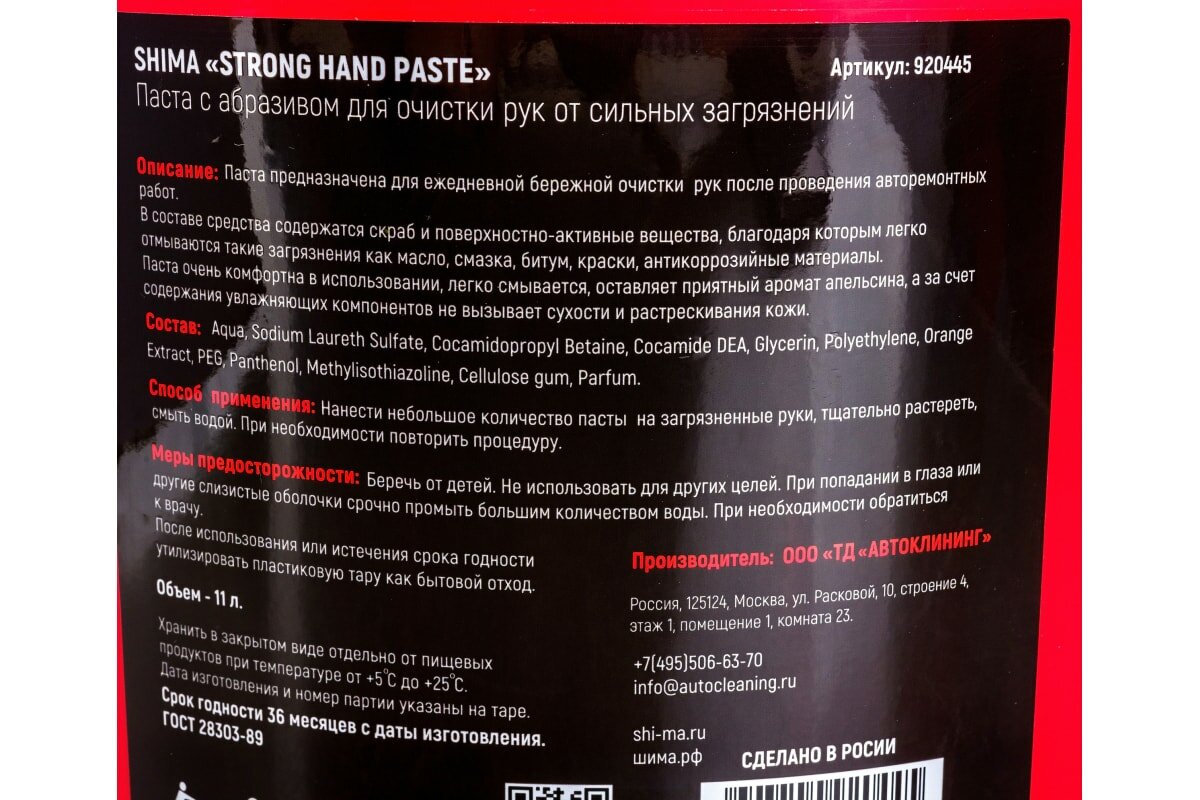 SHIMA «STRONG HAND PASTE»
Артикул: 920445
Паста с абразивом для очистки рук от сильных загрязнений
Описание: Паста предназначена для ежедневной бережной очистки рук после проведения авторемонтных
работ.
В составе средства содержатся скраб и поверхностно-активные вещества, благодаря которым легко
отмываются такие загрязнения как масло, смазка, битум, краски, антикоррозийные материалы.
Паста очень комфортна в использовании, легко смывается, оставляет приятный аромат апельсина, а за счет
содержания увлажняющих компонентов не вызывает сухости и растрескивания кожи.
Состав: Aqua, Sodium Laureth Sulfate, Cocamidopropyl Betaine, Cocamide DEA, Glycerin, Polyethylene, Orange
Extract, PEG, Panthenol, Methylisothiazoline, Cellulose gum, Parfum.
Способ применения: Нанести небольшое количество пасты на загрязненные руки, тщательно растереть,
смыть водой. При необходимости повторить процедуру.
Меры предосторожности: Беречь от детей. Не использовать для других целей. При попадании в глаза или
другие слизистые оболочки срочно промыть большим количеством воды. При необходимости обратиться
к врачу.
После использования или истечения срока годности
утилизировать пластиковую тару как бытовой отход.
Объем - 11 л.
Хранить в закрытом виде отдельно от пищевых
продуктов при температуре от +5°C до +25°C.
Дата изготовления и номер партии указаны на таре.
Срок годности 36 месяцев с даты изготовления.
ГОСТ 28303-89
Производитель: ООО «ТД «АВТОКЛИНИНГ»
Россия, 125124, Москва, ул. Расковой, 10, строение 4,
этаж 1, помещение 1, комната 23.
+7(495)506-63-70
info@autocleaning.ru
shi-ma.ru
шима.рф
СДЕЛАНО В РОСИИ